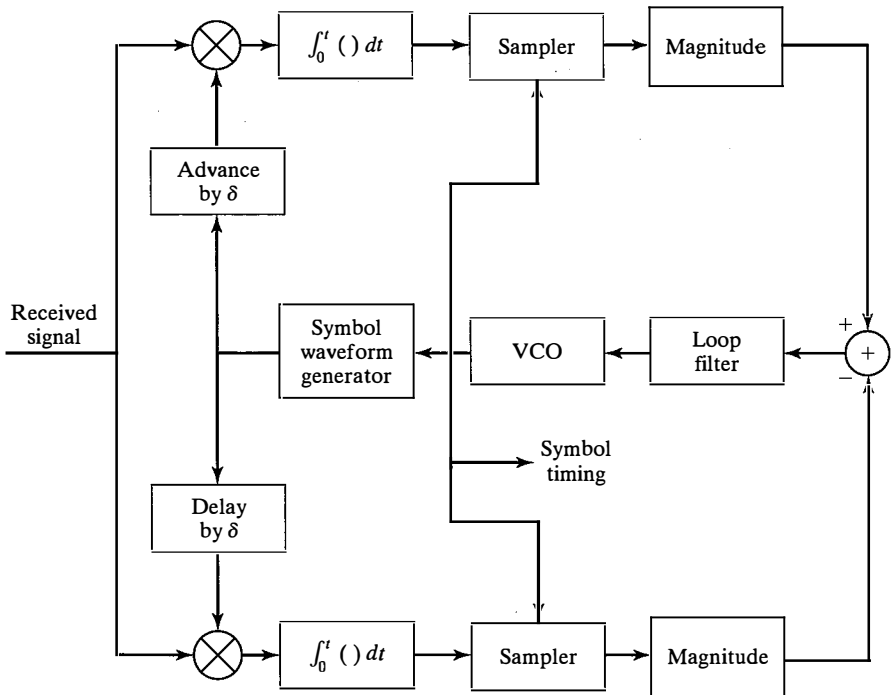 ∫₀ᵗ ( ) dt
Sampler
Magnitude
Advance
by δ
Received
signal
Symbol
waveform
generator
VCO
Loop
filter
+
+
−
Symbol
timing
Delay
by δ
∫₀ᵗ ( ) dt
Sampler
Magnitude